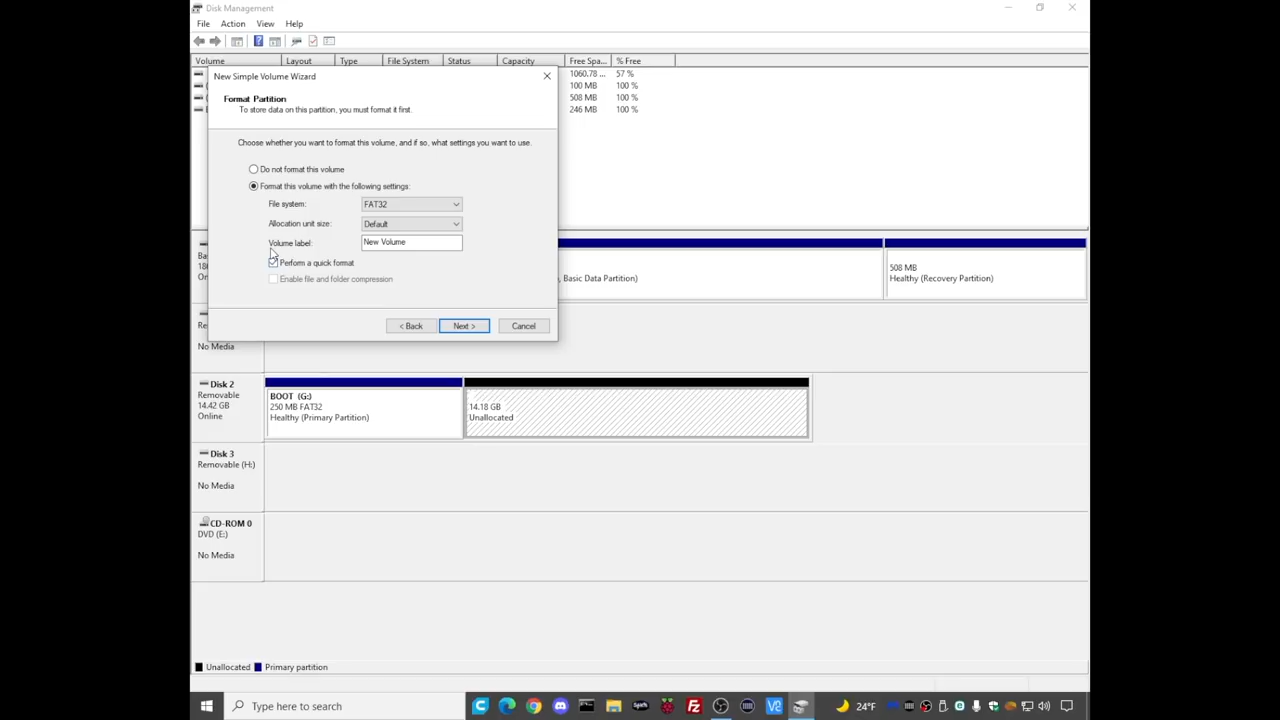 Disk Management
File Action View Help
Volume Layout Type File System Status Capacity Free Spa... % Free
1060.78 ... 57 %
100 MB 100 %
508 MB 100 %
246 MB 100 %
New Simple Volume Wizard
Format Partition
To store data on this partition, you must format it first.
Choose whether you want to format this volume, and if so, what settings you want to use.
Do not format this volume
Format this volume with the following settings:
File system: FAT32
Allocation unit size: Default
Volume label: New Volume
Perform a quick format
Enable file and folder compression
< Back Next > Cancel
, Basic Data Partition)
508 MB
Healthy (Recovery Partition)
No Media
Disk 2
Removable
14.42 GB
Online
BOOT (G:)
250 MB FAT32
Healthy (Primary Partition)
14.18 GB
Unallocated
Disk 3
Removable (H:)
No Media
CD-ROM 0
DVD (E:)
No Media
Unallocated Primary partition
Type here to search
24°F